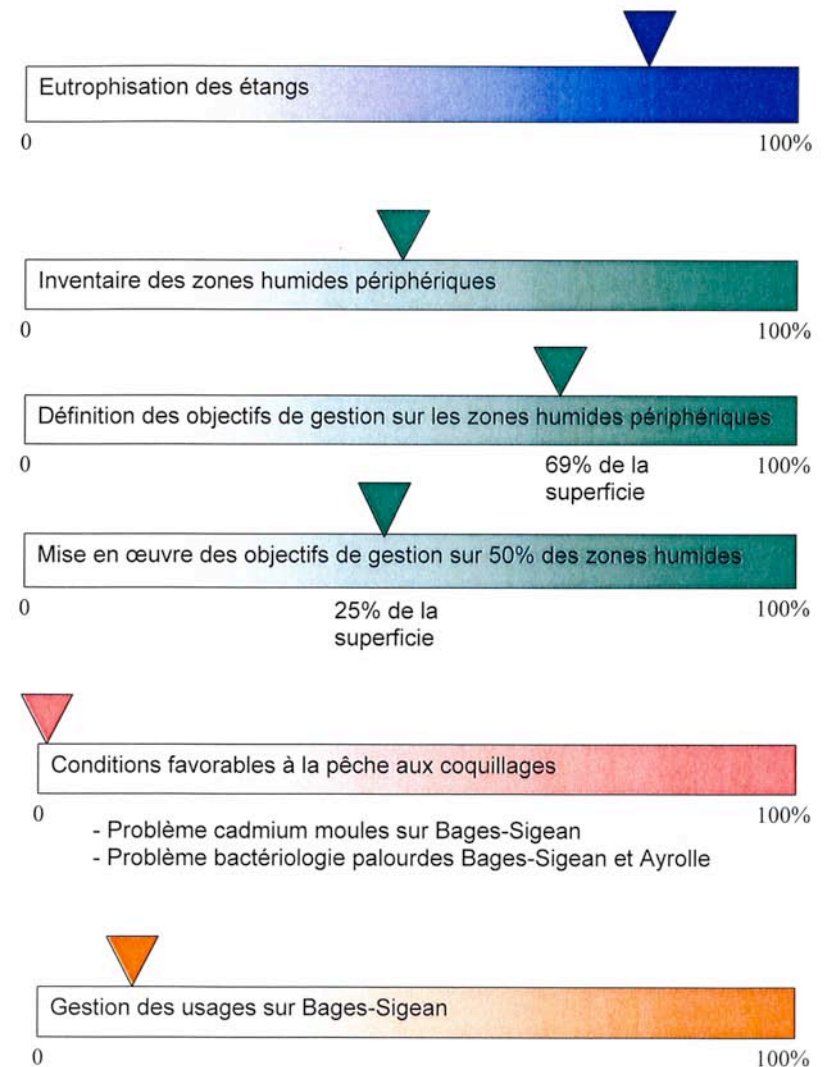 Eutrophisation des étangs
0 100%
Inventaire des zones humides périphériques
0 100%
Définition des objectifs de gestion sur les zones humides périphériques
0 100%
69% de la
superficie
Mise en œuvre des objectifs de gestion sur 50% des zones humides
0 100%
25% de la
superficie
Conditions favorables à la pêche aux coquillages
0 100%
- Problème cadmium moules sur Bages-Sigean
- Problème bactériologie palourdes Bages-Sigean et Ayrolle
Gestion des usages sur Bages-Sigean
0 100%